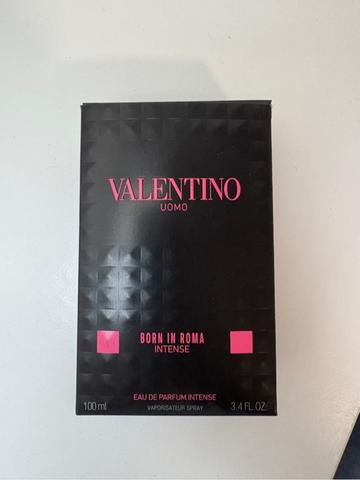 VALENTINO
UOMO
BORN IN ROMA
INTENSE
EAU DE PARFUM INTENSE
100 ml VAPORISATEUR SPRAY 3.4 FL.OZ